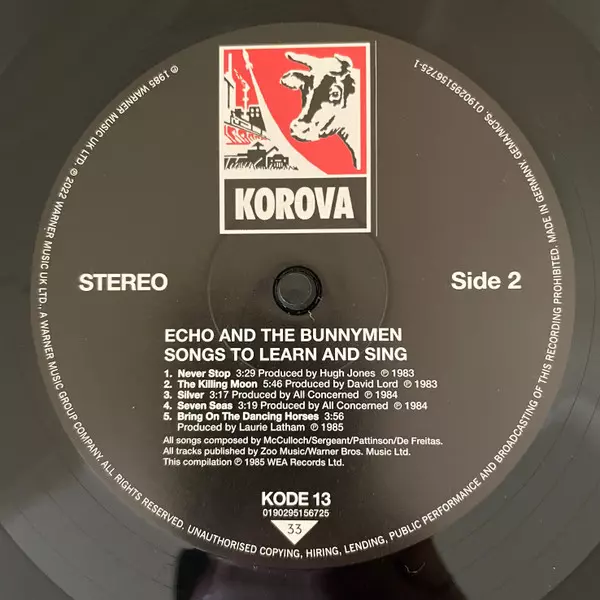 KOROVA
STEREO
Side 2
ECHO AND THE BUNNYMEN
SONGS TO LEARN AND SING
1. Never Stop 3:29 Produced by Hugh Jones ℗ 1983
2. The Killing Moon 5:46 Produced by David Lord ℗ 1983
3. Silver 3:17 Produced by All Concerned ℗ 1984
4. Seven Seas 3:19 Produced by All Concerned ℗ 1984
5. Bring On The Dancing Horses 3:56
Produced by Laurie Latham ℗ 1985
All songs composed by McCulloch/Sergeant/Pattinson/De Freitas.
All tracks published by Zoo Music/Warner Bros. Music Ltd.
This compilation ℗ 1985 WEA Records Ltd.
KODE 13
0190295156725
33
℗ 1985 WARNER MUSIC UK LTD. ℗ 2022 WARNER MUSIC UK LTD., A WARNER MUSIC GROUP COMPANY. ALL RIGHTS RESERVED. UNAUTHORISED COPYING, HIRING, LENDING, PUBLIC PERFORMANCE AND BROADCASTING OF THIS RECORDING PROHIBITED. MADE IN GERMANY. GEMA/MCPS. 0190295156725-1